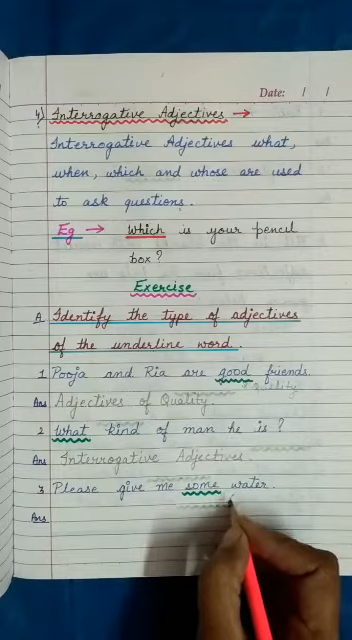 Date: / /
4) Interrogative Adjectives →
Interrogative Adjectives what,
when, which and whose are used
to ask questions.
Eg → Which is your pencil
box?
Exercise
A Identify the type of adjectives
of the underline word.
1 Pooja and Ria are good friends.
Quality
Ans Adjectives of Quality.
2 What kind of man he is?
Ans Interrogative Adjectives.
3 Please give me some water.
Ans